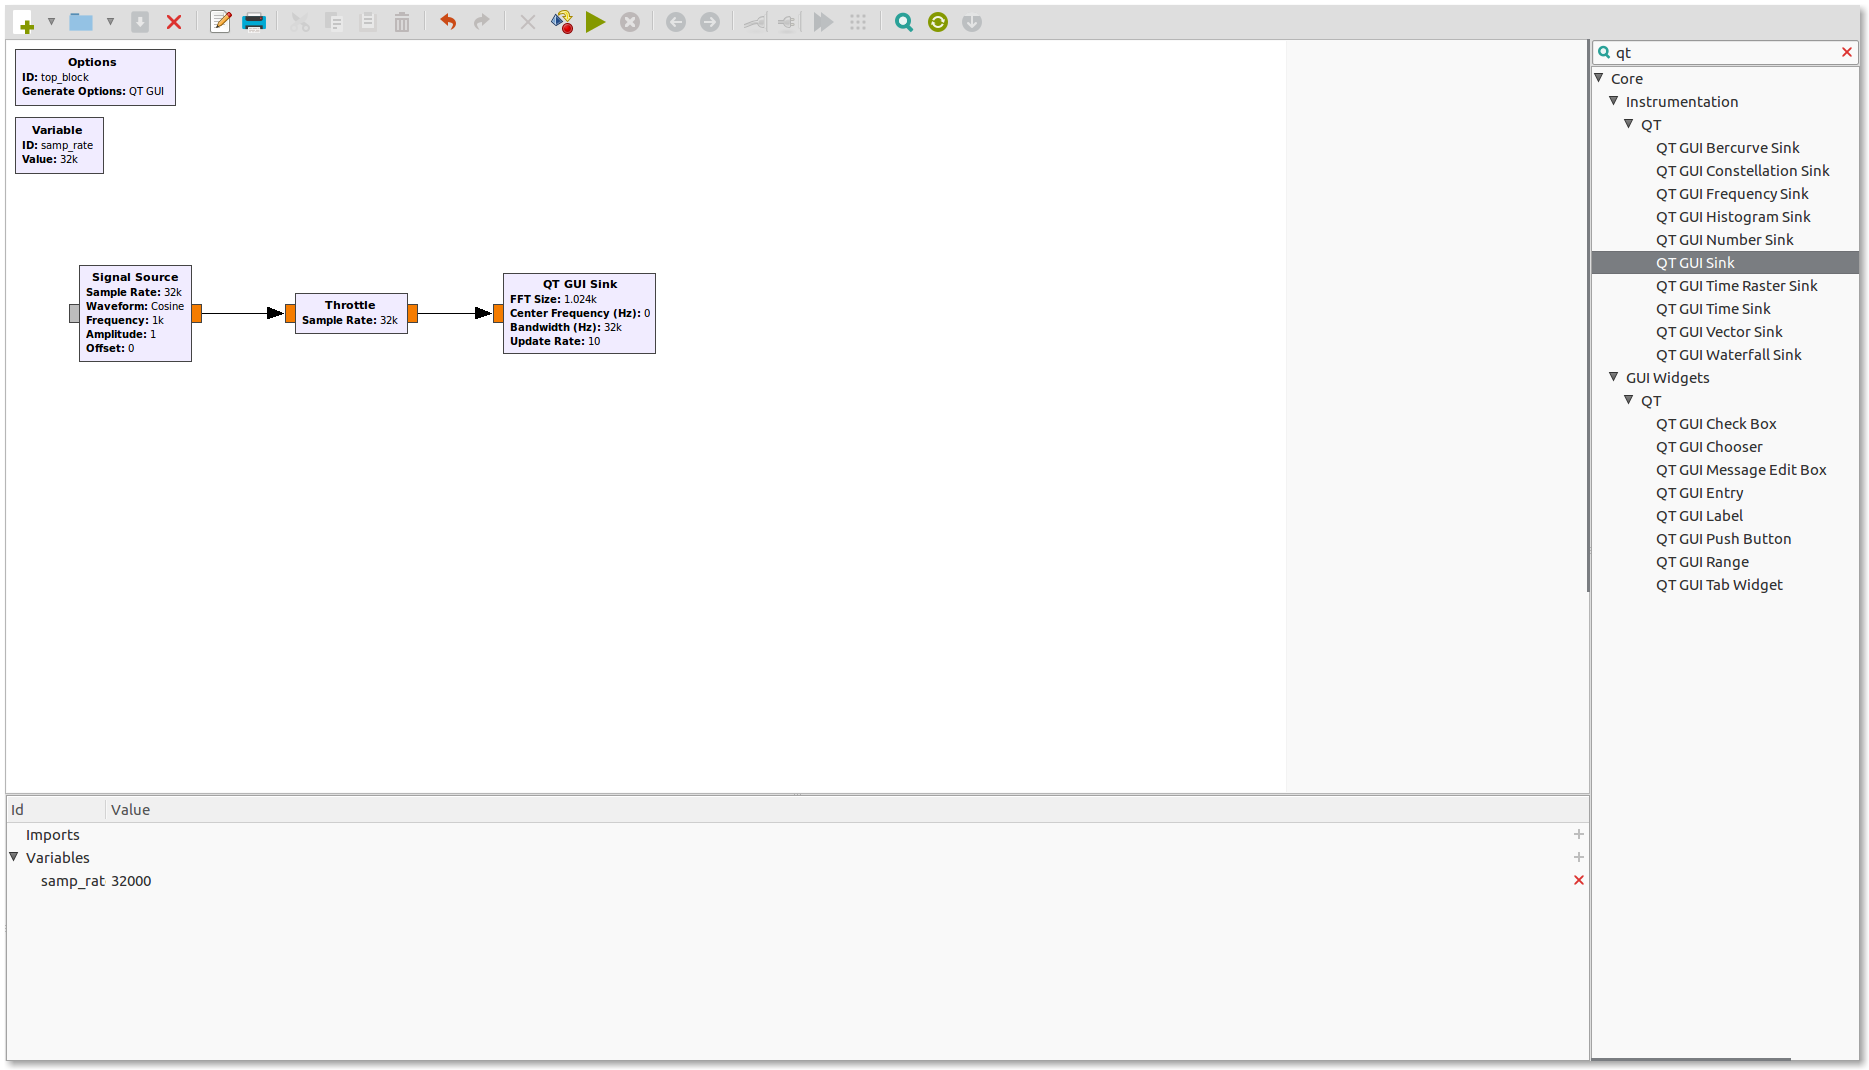 Options
ID: top_block
Generate Options: QT GUI
Variable
ID: samp_rate
Value: 32k
Signal Source
Sample Rate: 32k
Waveform: Cosine
Frequency: 1k
Amplitude: 1
Offset: 0
Throttle
Sample Rate: 32k
QT GUI Sink
FFT Size: 1.024k
Center Frequency (Hz): 0
Bandwidth (Hz): 32k
Update Rate: 10
qt
Core
Instrumentation
QT
QT GUI Bercurve Sink
QT GUI Constellation Sink
QT GUI Frequency Sink
QT GUI Histogram Sink
QT GUI Number Sink
QT GUI Sink
QT GUI Time Raster Sink
QT GUI Time Sink
QT GUI Vector Sink
QT GUI Waterfall Sink
GUI Widgets
QT
QT GUI Check Box
QT GUI Chooser
QT GUI Message Edit Box
QT GUI Entry
QT GUI Label
QT GUI Push Button
QT GUI Range
QT GUI Tab Widget
Id Value
Imports
Variables
samp_rat 32000